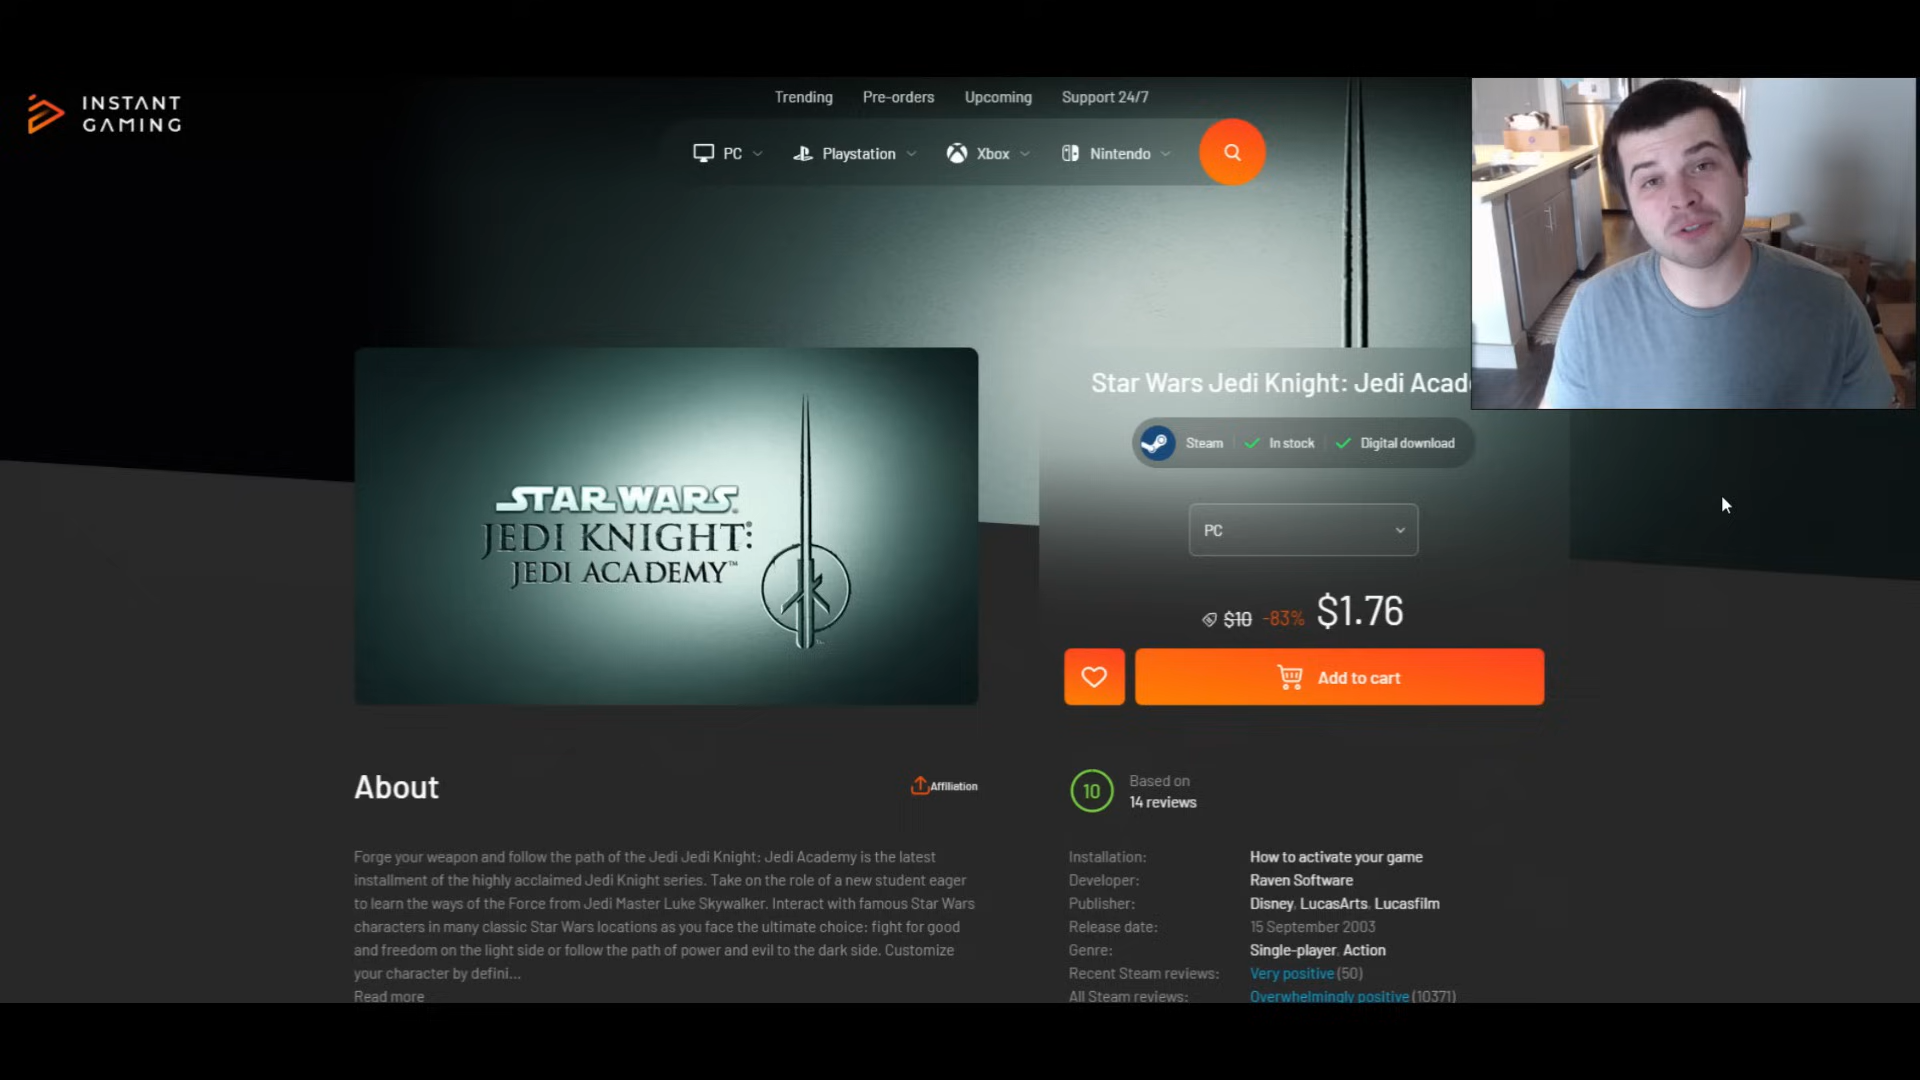 INSTANT
GAMING
Trending
Pre-orders
Upcoming
Support 24/7
PC
Playstation
Xbox
Nintendo
STAR WARS
JEDI KNIGHT:
JEDI ACADEMY™
Star Wars Jedi Knight: Jedi Acad
Steam
In stock
Digital download
PC
$10 -83% $1.76
Add to cart
About
Affiliation
Forge your weapon and follow the path of the Jedi Jedi Knight: Jedi Academy is the latest
installment of the highly acclaimed Jedi Knight series. Take on the role of a new student eager
to learn the ways of the Force from Jedi Master Luke Skywalker. Interact with famous Star Wars
characters in many classic Star Wars locations as you face the ultimate choice: fight for good
and freedom on the light side or follow the path of power and evil to the dark side. Customize
your character by defini...
Read more
10
Based on
14 reviews
Installation: How to activate your game
Developer: Raven Software
Publisher: Disney, LucasArts, Lucasfilm
Release date: 15 September 2003
Genre: Single-player, Action
Recent Steam reviews: Very positive (50)
All Steam reviews: Overwhelmingly positive (10371)